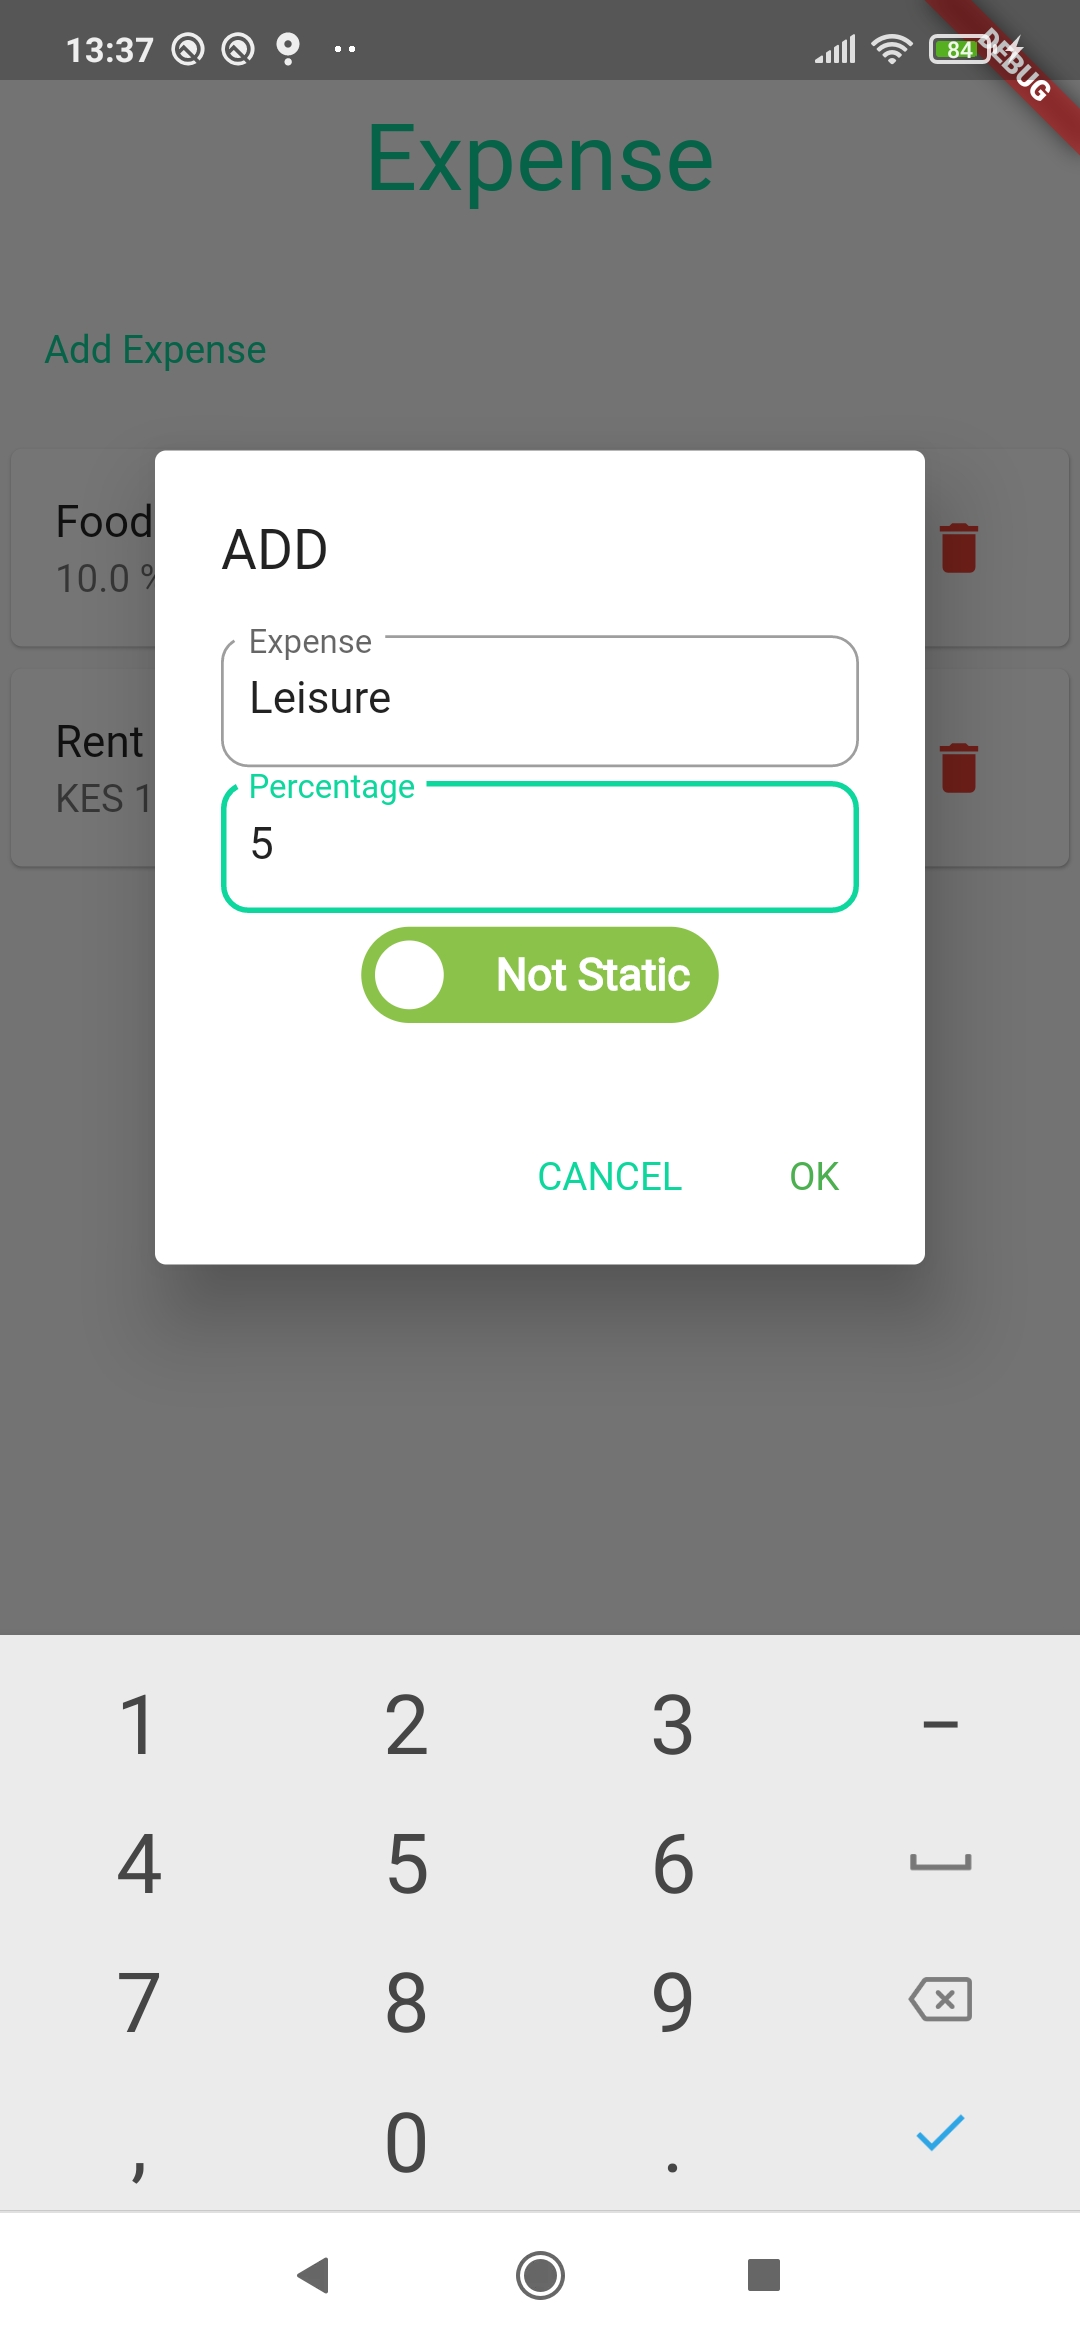 13:37
84
DEBUG
Expense
Add Expense
Food
10.0 %
Rent
KES 1
ADD
Expense
Leisure
Percentage
5
Not Static
CANCEL OK
1 2 3 –
4 5 6
7 8 9
, 0 .